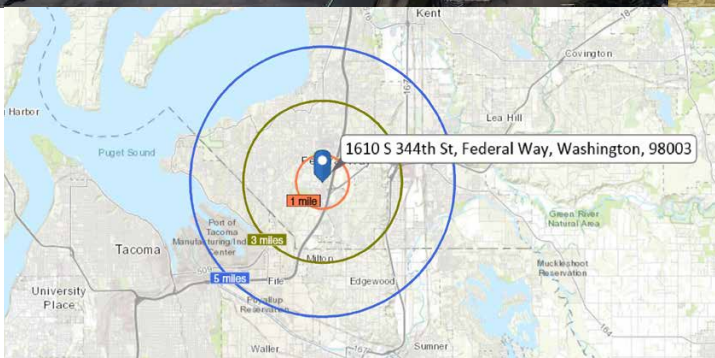 Kent
Covington
Lea Hill
Harbor
Puget Sound
1610 S 344th St, Federal Way, Washington, 98003
1 mile
Port of
Tacoma
Manufacturing/Ind
Center
3 miles
Green River
Natural Area
Tacoma
Milton
Muckleshoot
Reservation
5 miles
Fife
Edgewood
University
Place
Puyallup
Reservation
Waller
167
Sumner
164